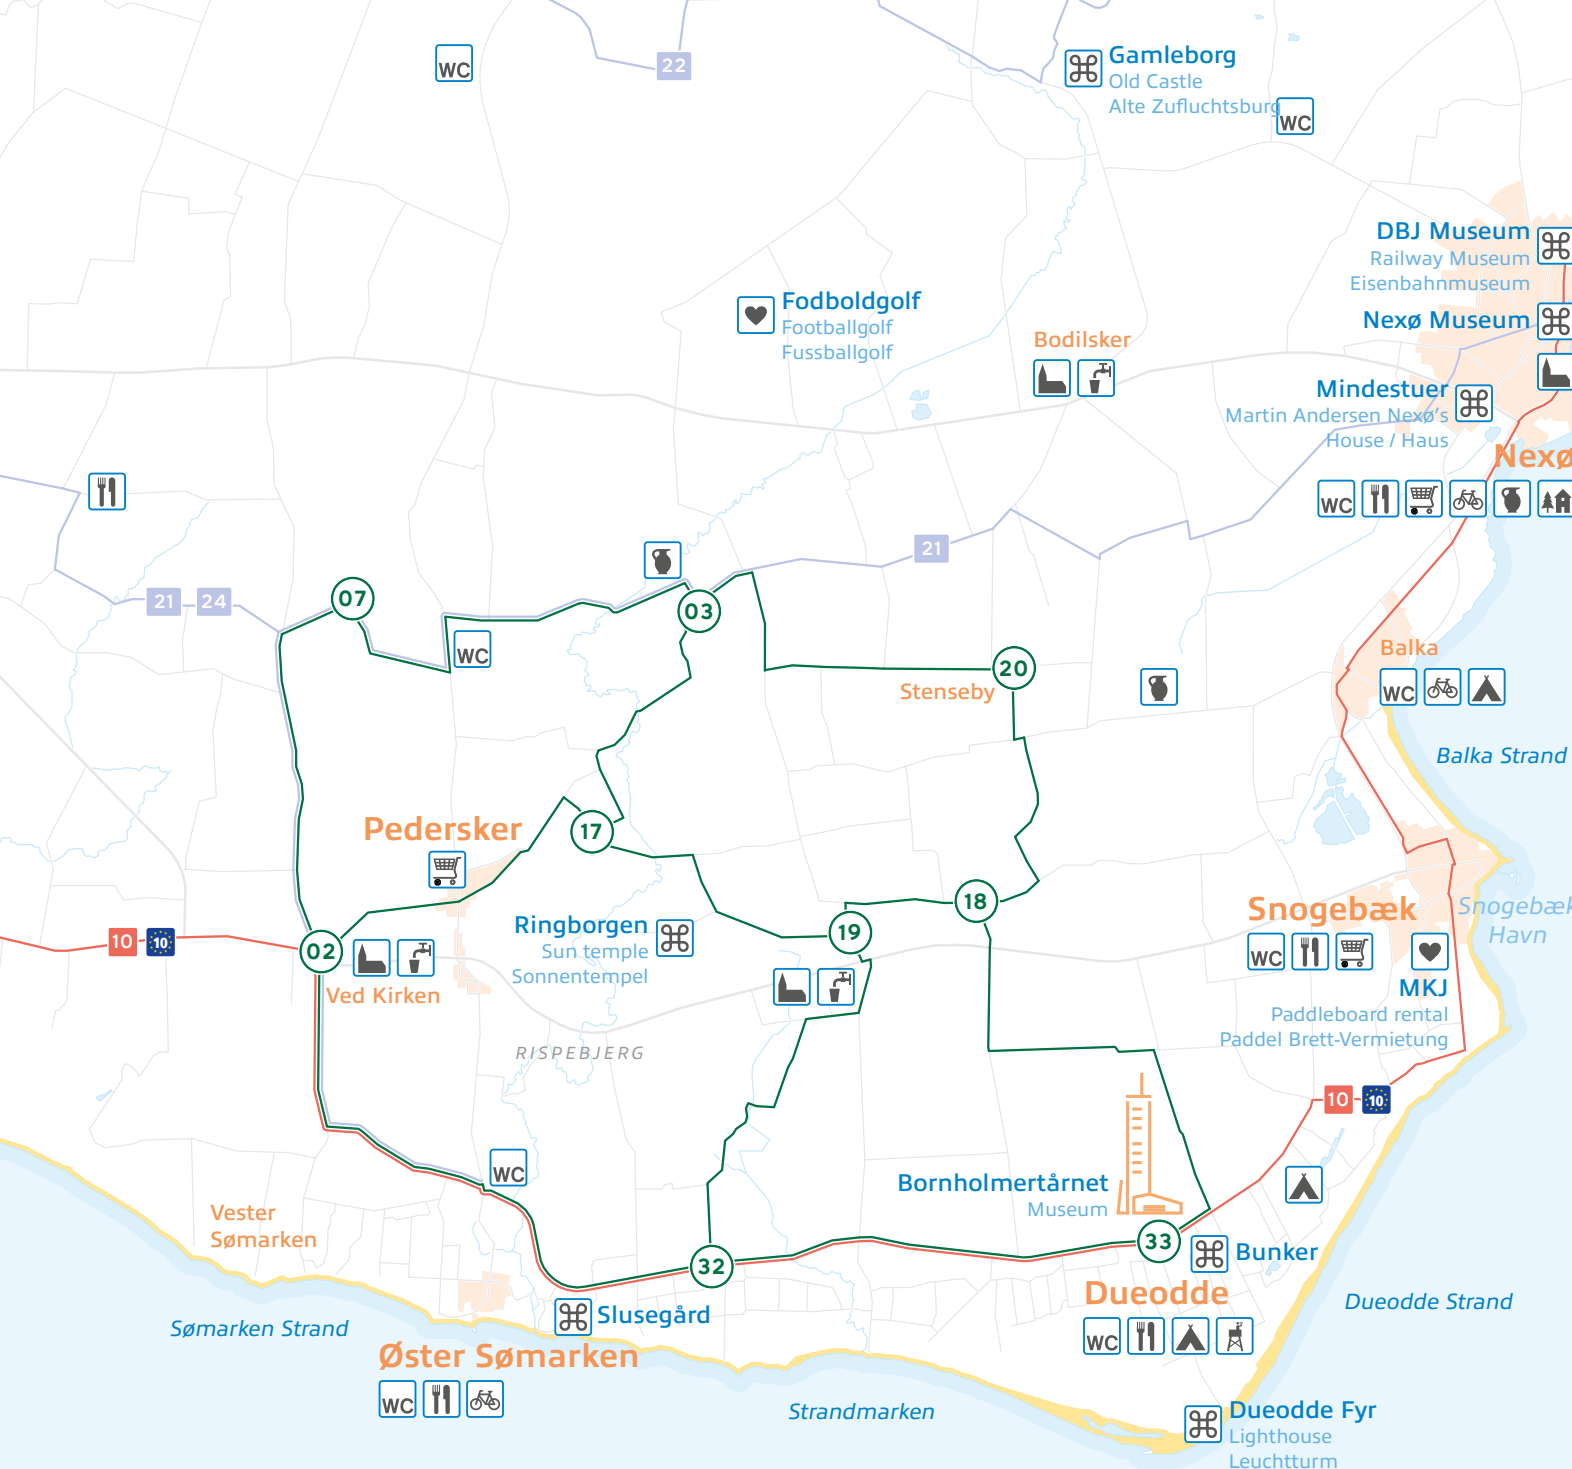 22
WC
Gamleborg
Old Castle
Alte Zufluchtsburg
WC
DBJ Museum
Railway Museum
Eisenbahnmuseum
Nexø Museum
Fodboldgolf
Footballgolf
Fussballgolf
Bodilsker
Mindestuer
Martin Andersen Nexø's
House / Haus
Nexø
WC
21
21
24
07
03
WC
20
Stenseby
Balka
WC
Balka Strand
Pedersker
17
18
19
Ringborgen
Sun temple
Sonnentempel
Snogebæk
WC
Snogebæk
Havn
10
10
02
Ved Kirken
MKJ
Paddleboard rental
Paddel Brett-Vermietung
RISPEBJERG
10
10
WC
Bornholmertårnet
Museum
Vester
Sømarken
33
Bunker
32
Dueodde
WC
Dueodde Strand
Slusegård
Sømarken Strand
Øster Sømarken
WC
Strandmarken
Dueodde Fyr
Lighthouse
Leuchtturm